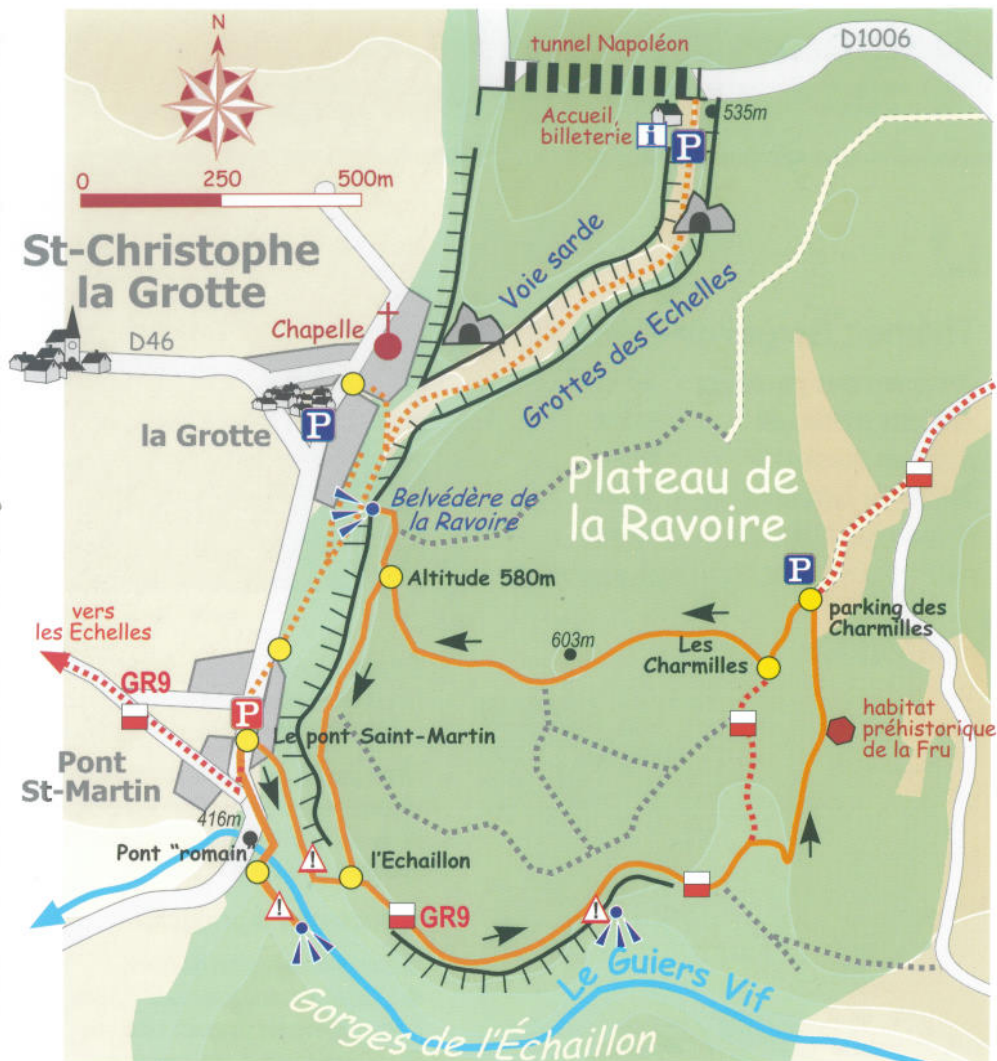 N
tunnel Napoléon
D1006
Accueil,
billeterie
i
P
535m
0 250 500m
St-Christophe
la Grotte
Voie sarde
Chapelle
D46
Grottes des Echelles
la Grotte
P
Plateau de
la Ravoire
Belvédère de
la Ravoire
Altitude 580m
P
parking des
Charmilles
vers
les Echelles
603m
Les
Charmilles
GR9
P
Le pont Saint-Martin
habitat
préhistorique
de la Fru
Pont
St-Martin
416m
Pont "romain"
!
l'Echaillon
!
GR9
!
Le Guiers Vif
Gorges de l'Échaillon